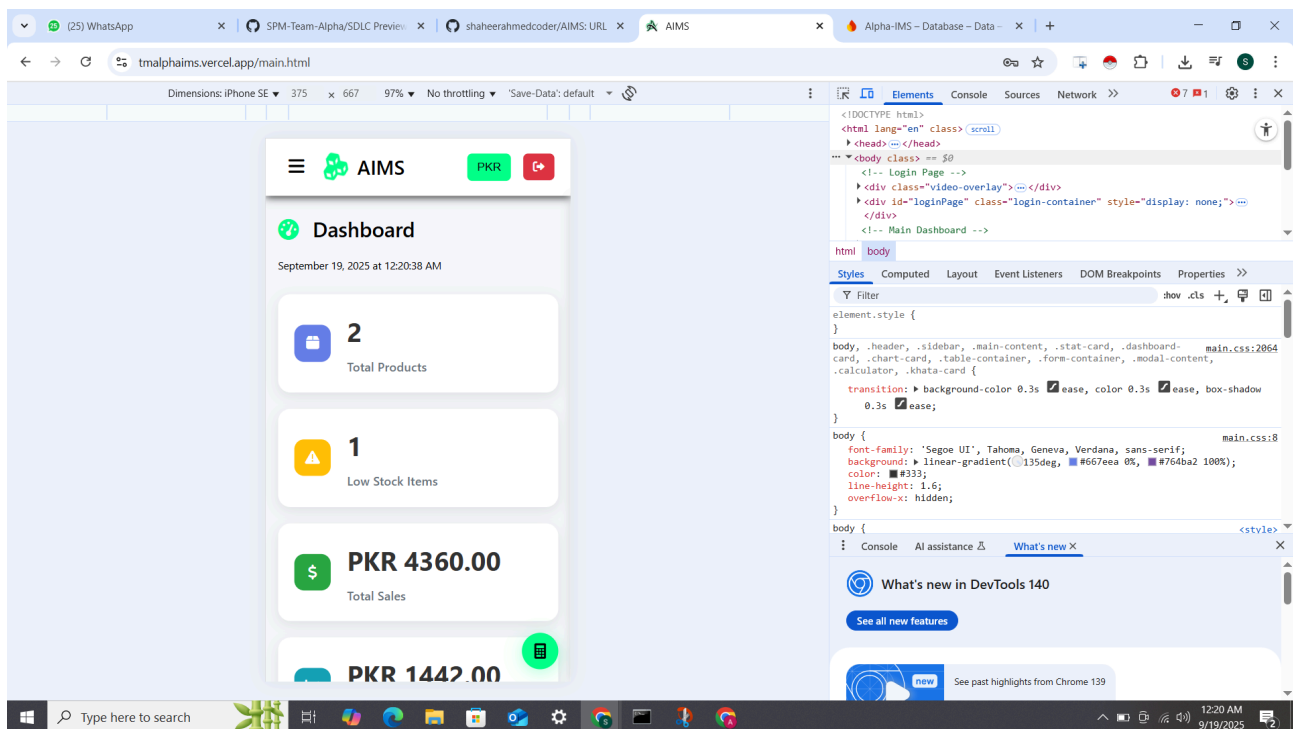 (25) WhatsApp
SPM-Team-Alpha/SDLC Preview
shaheerahmedcoder/AIMS: URL
AIMS
Alpha-IMS – Database – Data –
tmalphaims.vercel.app/main.html
S
Dimensions: iPhone SE 375 x 667 97% No throttling 'Save-Data': default
Elements Console Sources Network 7 1
AIMS PKR
Dashboard
September 19, 2025 at 12:20:38 AM
2
Total Products
1
Low Stock Items
PKR 4360.00
Total Sales
PKR 1442.00
<!DOCTYPE html>
<html lang="en" class> scroll
<head> … </head>
… <body class> == $0
<!-- Login Page -->
<div class="video-overlay"> … </div>
<div id="loginPage" class="login-container" style="display: none;"> …
</div>
<!-- Main Dashboard -->
html body
Styles Computed Layout Event Listeners DOM Breakpoints Properties
Filter :hov .cls
element.style {
}
body, .header, .sidebar, .main-content, .stat-card, .dashboard- main.css:2064
card, .chart-card, .table-container, .form-container, .modal-content,
.calculator, .khata-card {
transition: background-color 0.3s ease, color 0.3s ease, box-shadow
0.3s ease;
}
body { main.css:8
font-family: 'Segoe UI', Tahoma, Geneva, Verdana, sans-serif;
background: linear-gradient(135deg, #667eea 0%, #764ba2 100%);
color: #333;
line-height: 1.6;
overflow-x: hidden;
}
body { <style>
Console AI assistance What's new
What's new in DevTools 140
See all new features
new
See past highlights from Chrome 139
Type here to search
12:20 AM
9/19/2025
2